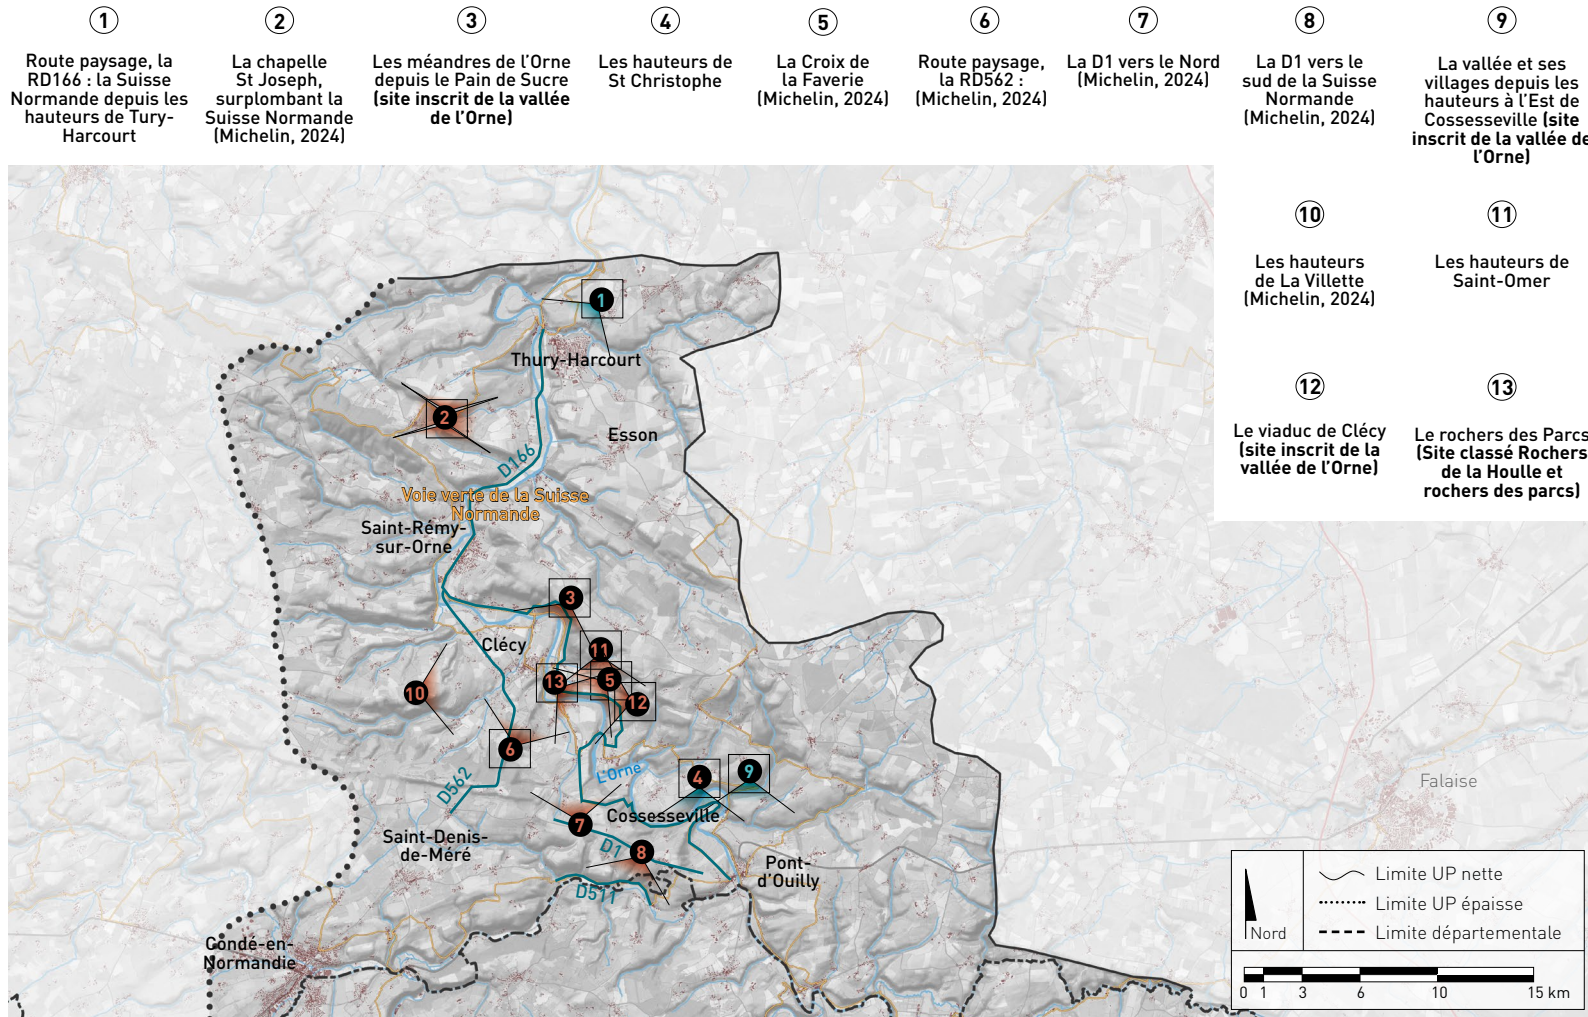 1
Route paysage, la
RD166 : la Suisse
Normande depuis les
hauteurs de Tury-
Harcourt
2
La chapelle
St Joseph,
surplombant la
Suisse Normande
(Michelin, 2024)
3
Les méandres de l'Orne
depuis le Pain de Sucre
(site inscrit de la vallée
de l'Orne)
4
Les hauteurs de
St Christophe
5
La Croix de
la Faverie
(Michelin, 2024)
6
Route paysage,
la RD562 :
(Michelin, 2024)
7
La D1 vers le Nord
(Michelin, 2024)
8
La D1 vers le
sud de la Suisse
Normande
(Michelin, 2024)
9
La vallée et ses
villages depuis les
hauteurs à l'Est de
Cossesseville (site
inscrit de la vallée de
l'Orne)
10
Les hauteurs
de La Villette
(Michelin, 2024)
11
Les hauteurs de
Saint-Omer
12
Le viaduc de Clécy
(site inscrit de la
vallée de l'Orne)
13
Le rochers des Parcs
(Site classé Rochers
de la Houlle et
rochers des parcs)
1
Thury-Harcourt
2
Esson
D166
Voie verte de la Suisse
Normande
Saint-Rémy-
sur-Orne
3
Clécy
11
13
5
10
12
6
L'Orne
4
9
D562
Cossesseville
7
Saint-Denis-
de-Méré
D1
8
Pont-
d'Ouilly
D511
Falaise
Condé-en-
Normandie
Nord
Limite UP nette
Limite UP épaisse
Limite départementale
0 1 3 6 10 15 km